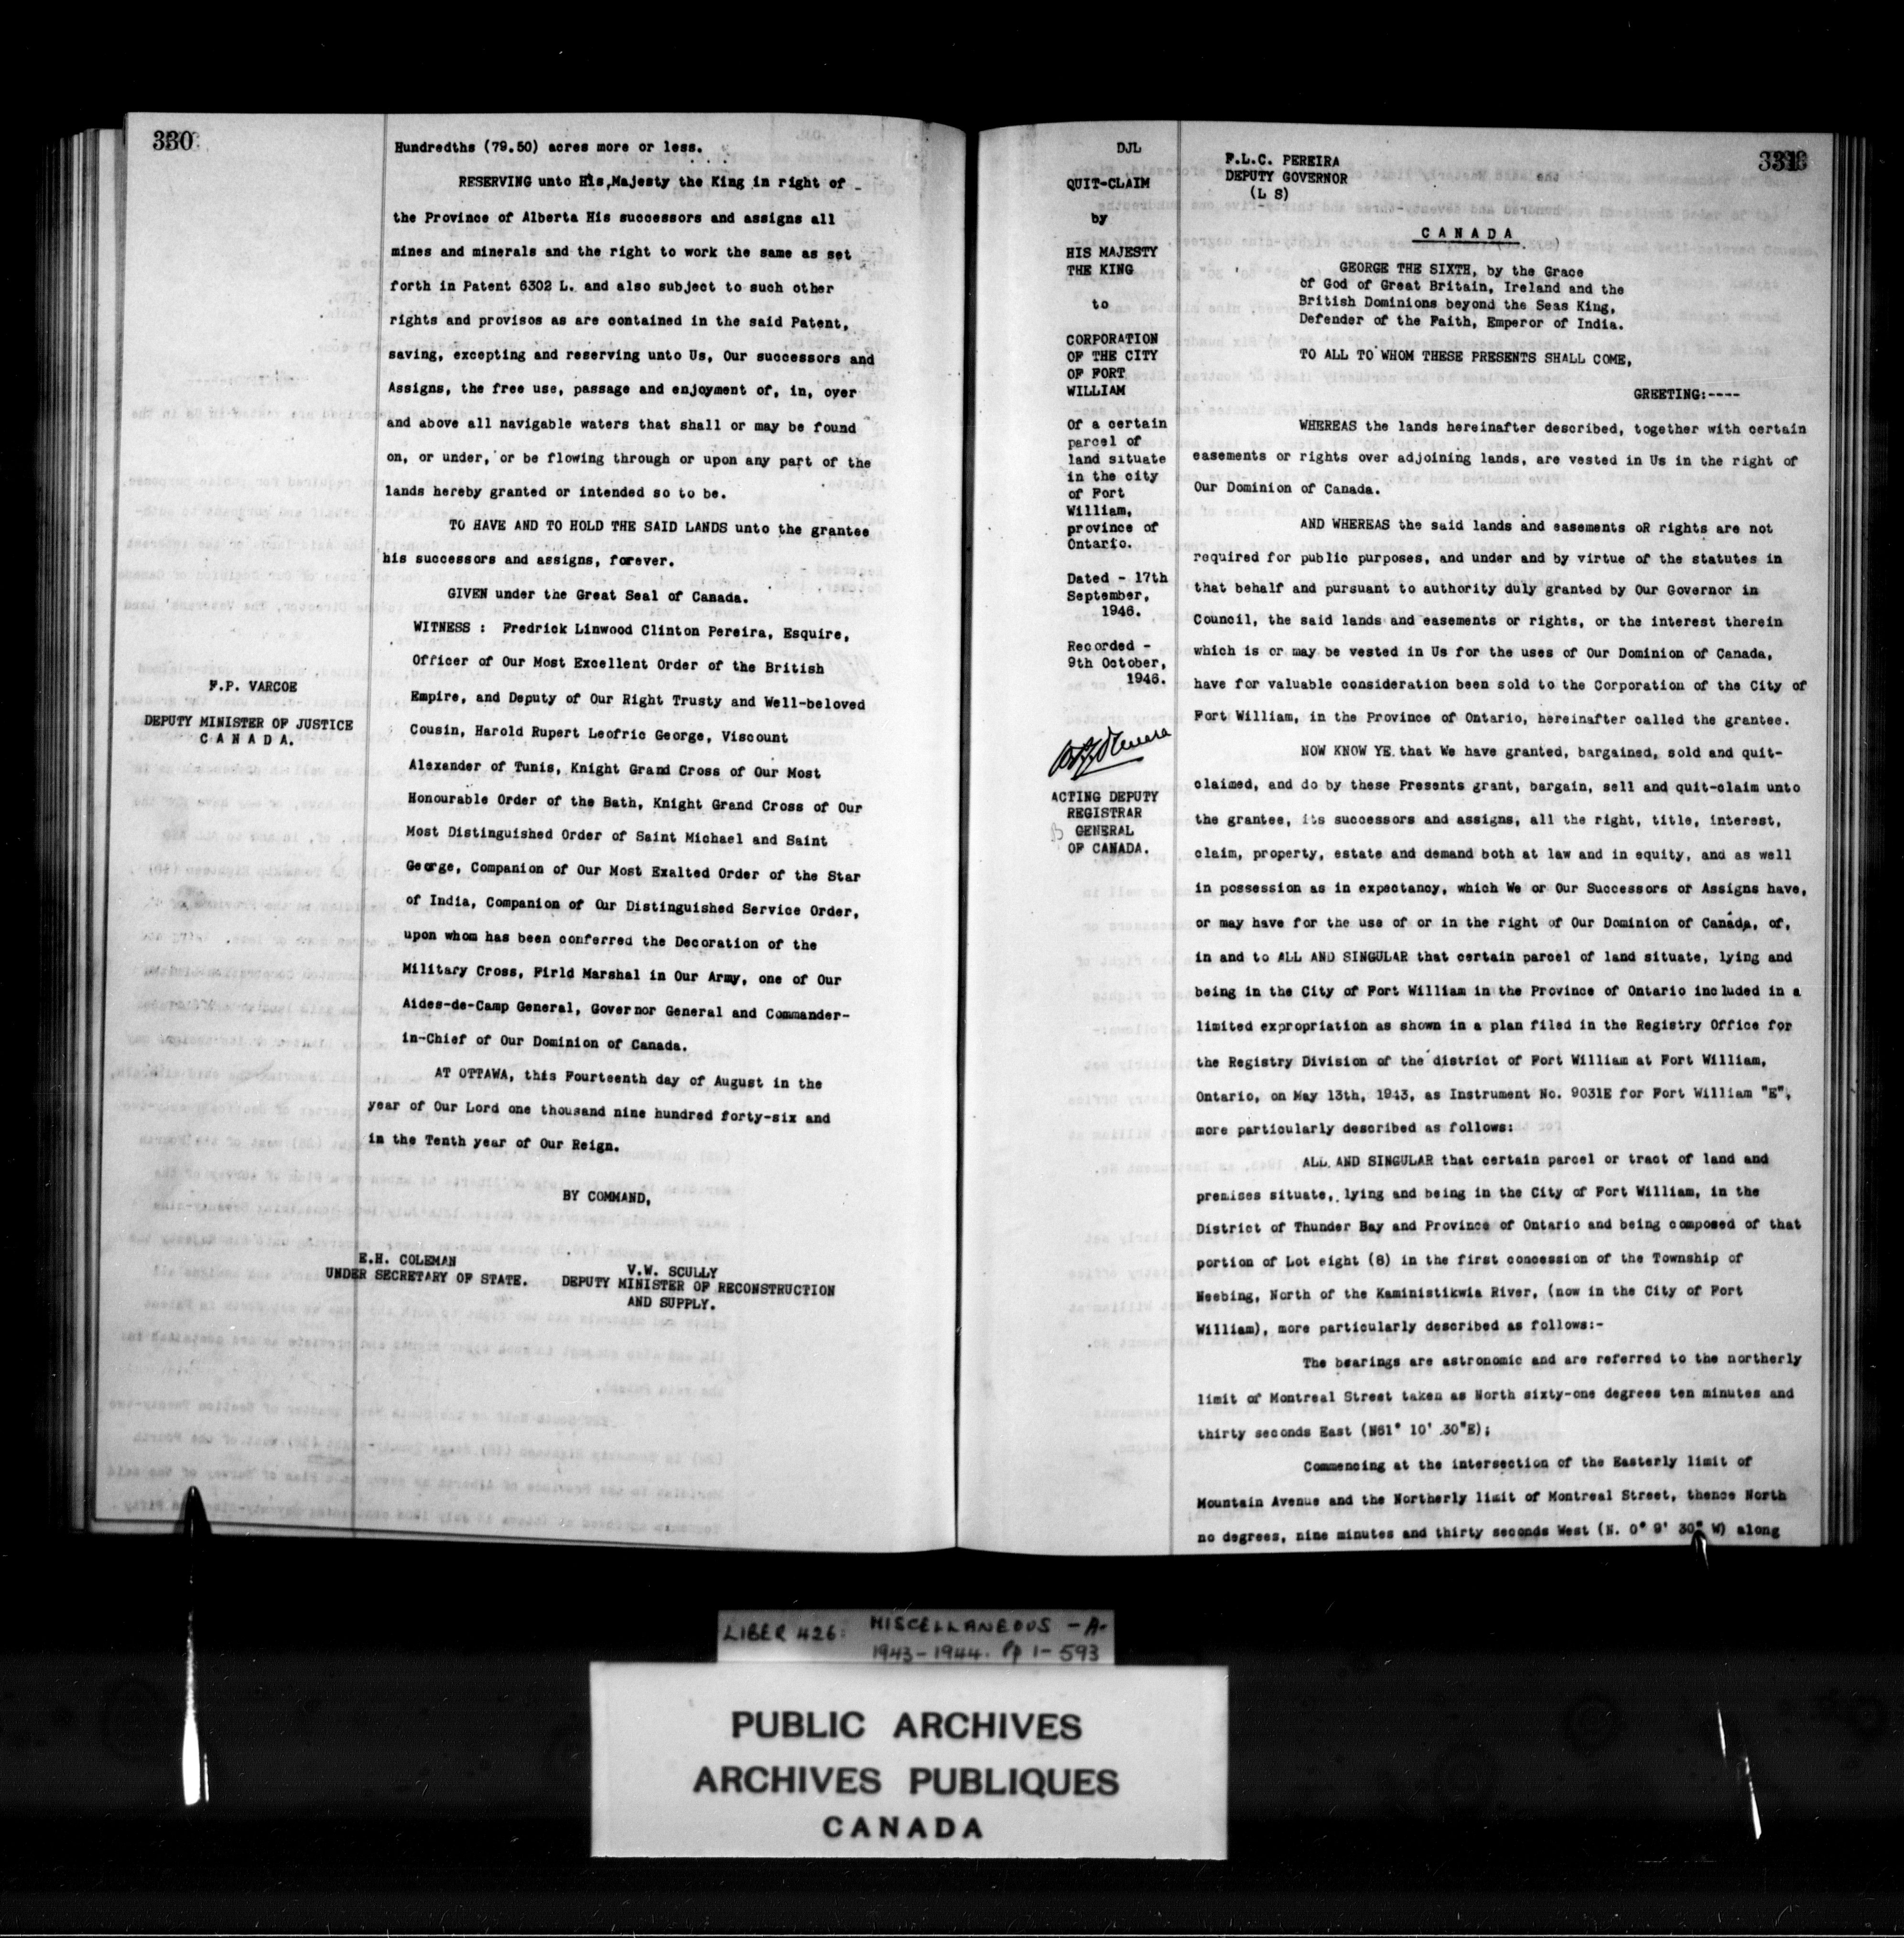 330
Hundredths (79.50) acres more or less.
RESERVING unto His Majesty the King in right of
the Province of Alberta His successors and assigns all
mines and minerals and the right to work the same as set
forth in Patent 6302 L. and also subject to such other
rights and provisos as are contained in the said Patent,
saving, excepting and reserving unto Us, Our successors and
Assigns, the free use, passage and enjoyment of, in, over
and above all navigable waters that shall or may be found
on, or under, or be flowing through or upon any part of the
lands hereby granted or intended so to be.
TO HAVE AND TO HOLD THE SAID LANDS unto the grantee
his successors and assigns, forever.
GIVEN under the Great Seal of Canada.
WITNESS : Fredrick Linwood Clinton Pereira, Esquire,
Officer of Our Most Excellent Order of the British
Empire, and Deputy of Our Right Trusty and Well-beloved
Cousin, Harold Rupert Leofric George, Viscount
Alexander of Tunis, Knight Grand Cross of Our Most
Honourable Order of the Bath, Knight Grand Cross of Our
Most Distinguished Order of Saint Michael and Saint
George, Companion of Our Most Exalted Order of the Star
of India, Companion of Our Distinguished Service Order,
upon whom has been conferred the Decoration of the
Military Cross, Firld Marshal in Our Army, one of Our
Aides-de-Camp General, Governor General and Commander-
in-Chief of Our Dominion of Canada.
AT OTTAWA, this Fourteenth day of August in the
year of Our Lord one thousand nine hundred forty-six and
in the Tenth year of Our Reign.
BY COMMAND,
F.P. VARCOE
DEPUTY MINISTER OF JUSTICE
C A N A D A.
E.H. COLEMAN
UNDER SECRETARY OF STATE.
V.W. SCULLY
DEPUTY MINISTER OF RECONSTRUCTION
AND SUPPLY.
331
DJL
QUIT-CLAIM
by
HIS MAJESTY
THE KING
to
CORPORATION
OF THE CITY
OF FORT
WILLIAM
Of a certain
parcel of
land situate
in the city
of Fort
William,
province of
Ontario.
Dated - 17th
September,
1946.
Recorded -
9th October,
1946.
ACTING DEPUTY
REGISTRAR
GENERAL
OF CANADA.
F.L.C. PEREIRA
DEPUTY GOVERNOR
(L S)
C A N A D A
GEORGE THE SIXTH, by the Grace
of God of Great Britain, Ireland and the
British Dominions beyond the Seas King,
Defender of the Faith, Emperor of India.
TO ALL TO WHOM THESE PRESENTS SHALL COME,
GREETING:----
WHEREAS the lands hereinafter described, together with certain
easements or rights over adjoining lands, are vested in Us in the right of
Our Dominion of Canada.
AND WHEREAS the said lands and easements oR rights are not
required for public purposes, and under and by virtue of the statutes in
that behalf and pursuant to authority duly granted by Our Governor in
Council, the said lands and easements or rights, or the interest therein
which is or may be vested in Us for the uses of Our Dominion of Canada,
have for valuable consideration been sold to the Corporation of the City of
Fort William, in the Province of Ontario, hereinafter called the grantee.
NOW KNOW YE that We have granted, bargained, sold and quit-
claimed, and do by these Presents grant, bargain, sell and quit-claim unto
the grantee, its successors and assigns, all the right, title, interest,
claim, property, estate and demand both at law and in equity, and as well
in possession as in expectancy, which We or Our Successors or Assigns have,
or may have for the use of or in the right of Our Dominion of Canada, of,
in and to ALL AND SINGULAR that certain parcel of land situate, lying and
being in the City of Fort William in the Province of Ontario included in a
limited expropriation as shown in a plan filed in the Registry Office for
the Registry Division of the district of Fort William at Fort William,
Ontario, on May 13th, 1943, as Instrument No. 9031E for Fort William "E",
more particularly described as follows:
ALL AND SINGULAR that certain parcel or tract of land and
premises situate, lying and being in the City of Fort William, in the
District of Thunder Bay and Province of Ontario and being composed of that
portion of Lot eight (8) in the first concession of the Township of
Neebing, North of the Kaministikwia River, (now in the City of Fort
William), more particularly described as follows:-
The bearings are astronomic and are referred to the northerly
limit of Montreal Street taken as North sixty-one degrees ten minutes and
thirty seconds East (N61° 10' 30"E);
Commencing at the intersection of the Easterly limit of
Mountain Avenue and the Northerly limit of Montreal Street, thence North
no degrees, nine minutes and thirty seconds West (N. 0° 9' 30" W) along
LIBER 426: MISCELLANEOUS - A-
1943-1944. Pp 1-593
PUBLIC ARCHIVES
ARCHIVES PUBLIQUES
CANADA